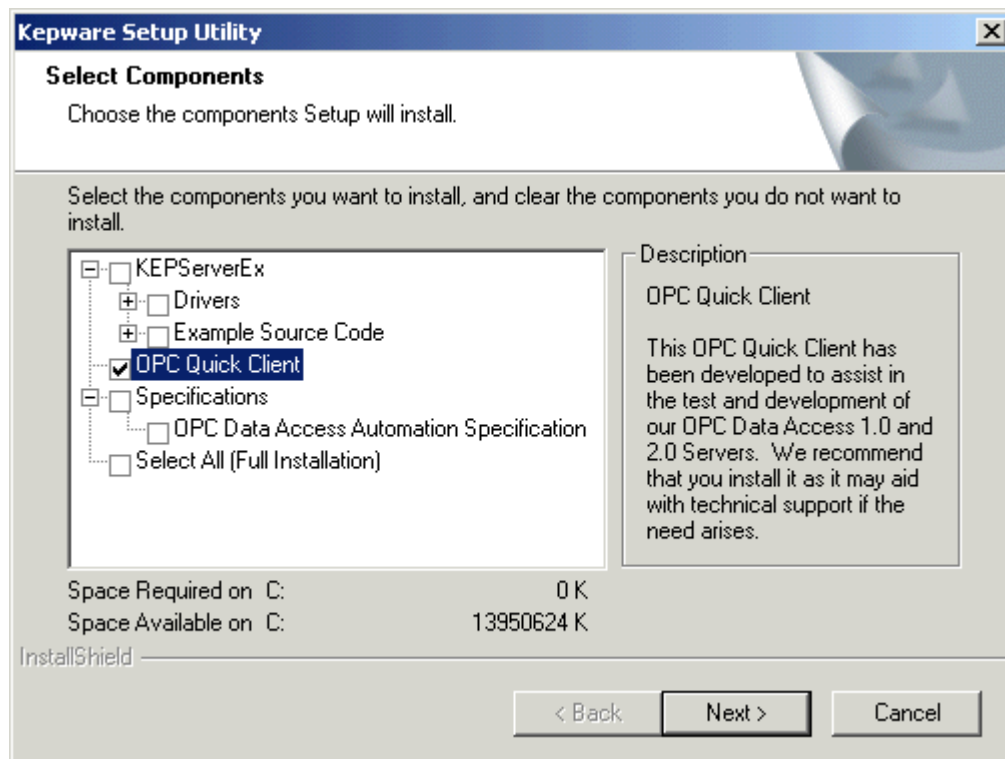 Kepware Setup Utility
Select Components
Choose the components Setup will install.
Select the components you want to install, and clear the components you do not want to
install.
KEPServerEx
Drivers
Example Source Code
OPC Quick Client
Specifications
OPC Data Access Automation Specification
Select All (Full Installation)
Description
OPC Quick Client
This OPC Quick Client has
been developed to assist in
the test and development of
our OPC Data Access 1.0 and
2.0 Servers.  We recommend
that you install it as it may aid
with technical support if the
need arises.
Space Required on  C: 0 K
Space Available on  C: 13950624 K
InstallShield
< Back Next > Cancel